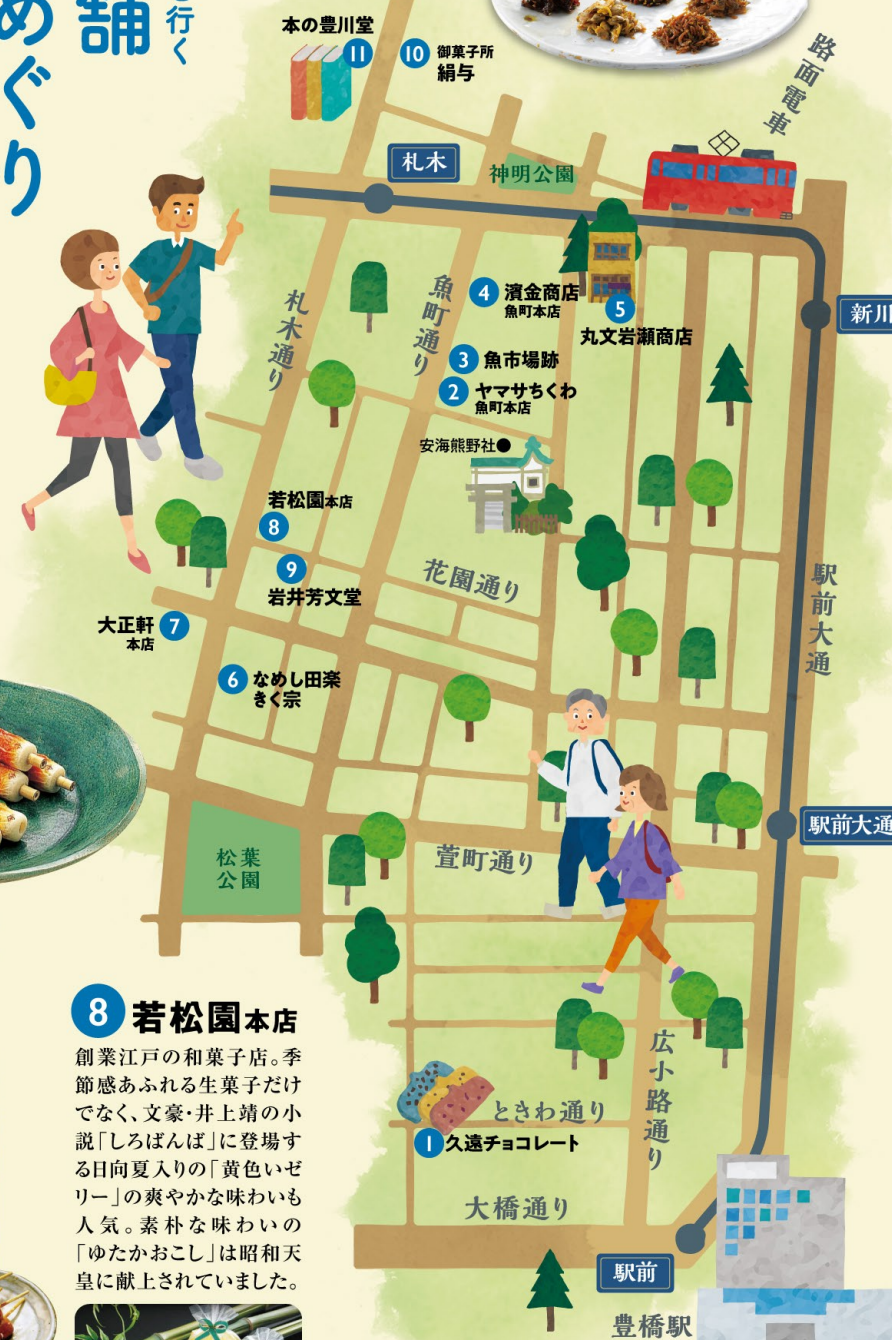 行く
舗
めぐり
本の豊川堂
11
10
御菓子所
絹与
路面電車
札木
神明公園
札木通り
魚町通り
4
濱金商店
魚町本店
5
丸文岩瀬商店
新川
3
魚市場跡
2
ヤマサちくわ
魚町本店
安海熊野社
若松園本店
8
9
岩井芳文堂
花園通り
駅前大通
大正軒
本店
7
6
なめし田楽
きく宗
駅前大通
萱町通り
松葉
公園
広小路通り
ときわ通り
1
久遠チョコレート
大橋通り
駅前
豊橋駅
8
若松園本店
創業江戸の和菓子店。季
節感あふれる生菓子だけ
でなく、文豪・井上靖の小
説「しろばんば」に登場す
る日向夏入りの「黄色いゼ
リー」の爽やかな味わいも
人気。素朴な味わいの
「ゆたかおこし」は昭和天
皇に献上されていました。